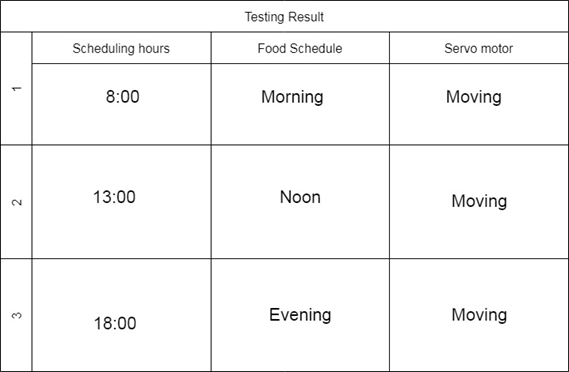 Testing Result
Scheduling hours Food Schedule Servo motor
1 8:00 Morning Moving
2 13:00 Noon Moving
3 18:00 Evening Moving